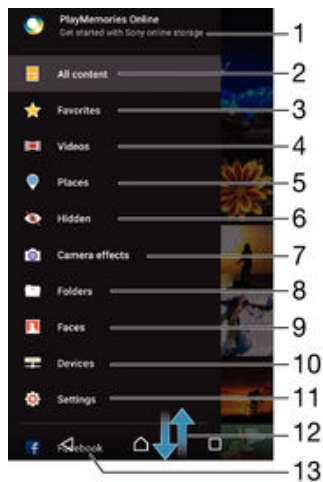 PlayMemories Online
Get started with Sony online storage
1
All content
2
Favorites
3
Videos
4
Places
5
Hidden
6
Camera effects
7
Folders
8
Faces
9
Devices
10
Settings
11
12
Facebook
13